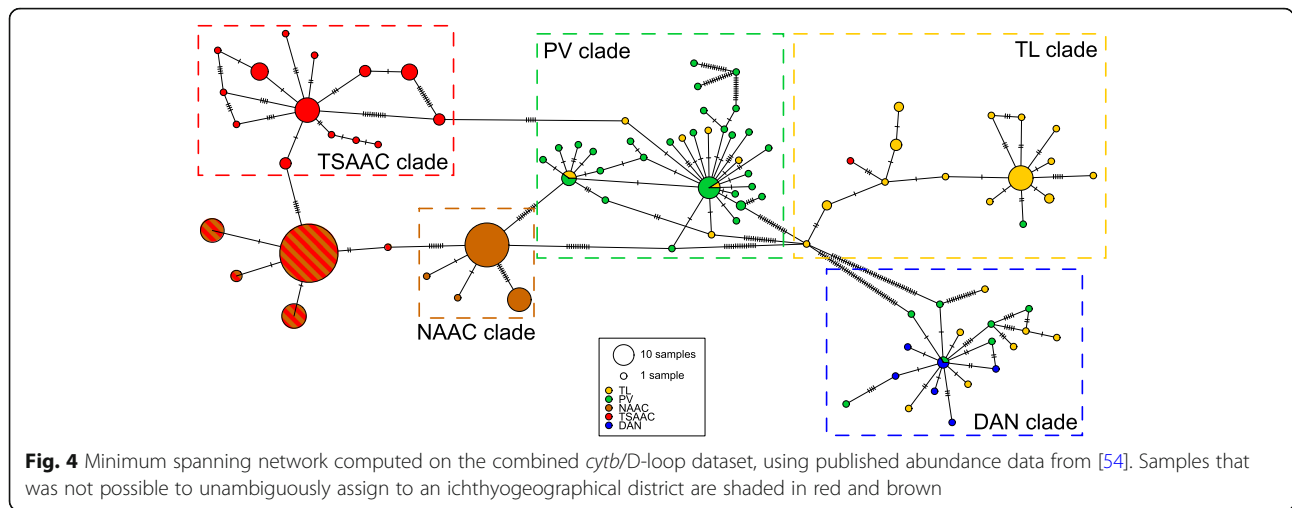 TSAAC clade
PV clade
TL clade
NAAC clade
DAN clade
10 samples
1 sample
TL
PV
NAAC
TSAAC
DAN
Fig. 4 Minimum spanning network computed on the combined cytb/D-loop dataset, using published abundance data from [54]. Samples that
was not possible to unambiguously assign to an ichthyogeographical district are shaded in red and brown